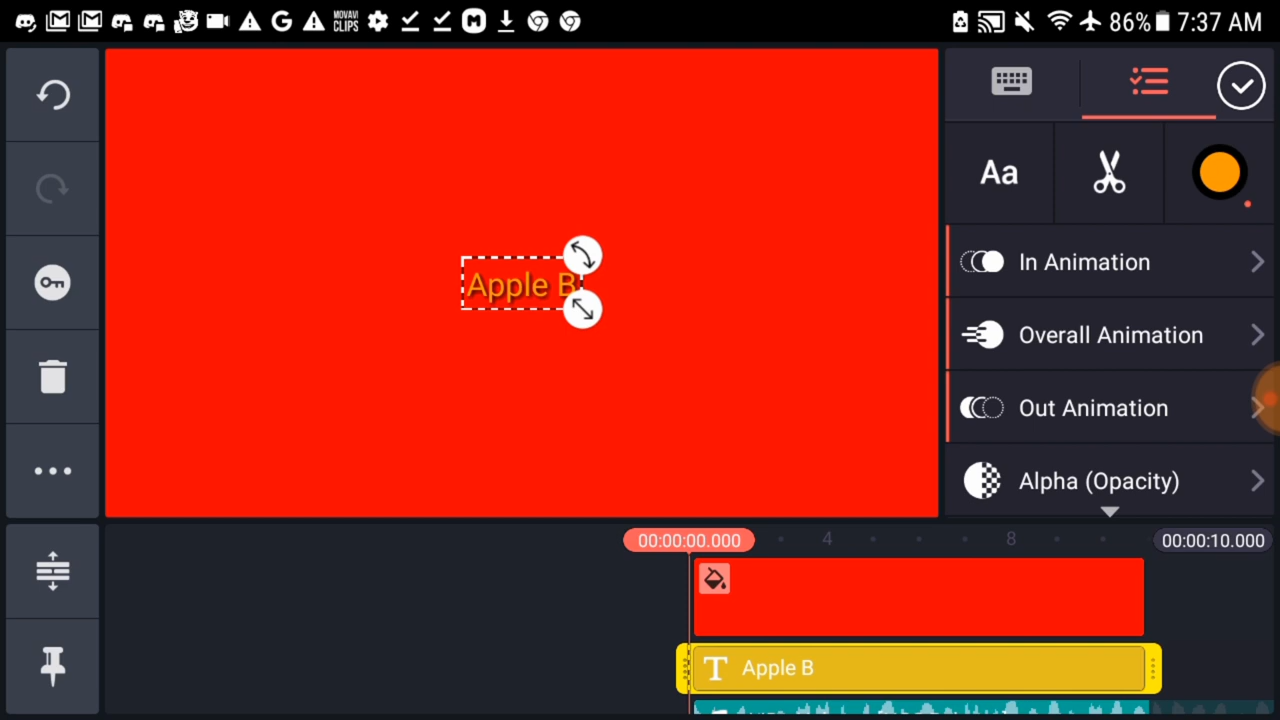 MOVAVI
CLIPS
86% 7:37 AM
Aa
In Animation
Apple B
Overall Animation
Out Animation
Alpha (Opacity)
00:00:00.000 4 8 00:00:10.000
T Apple B